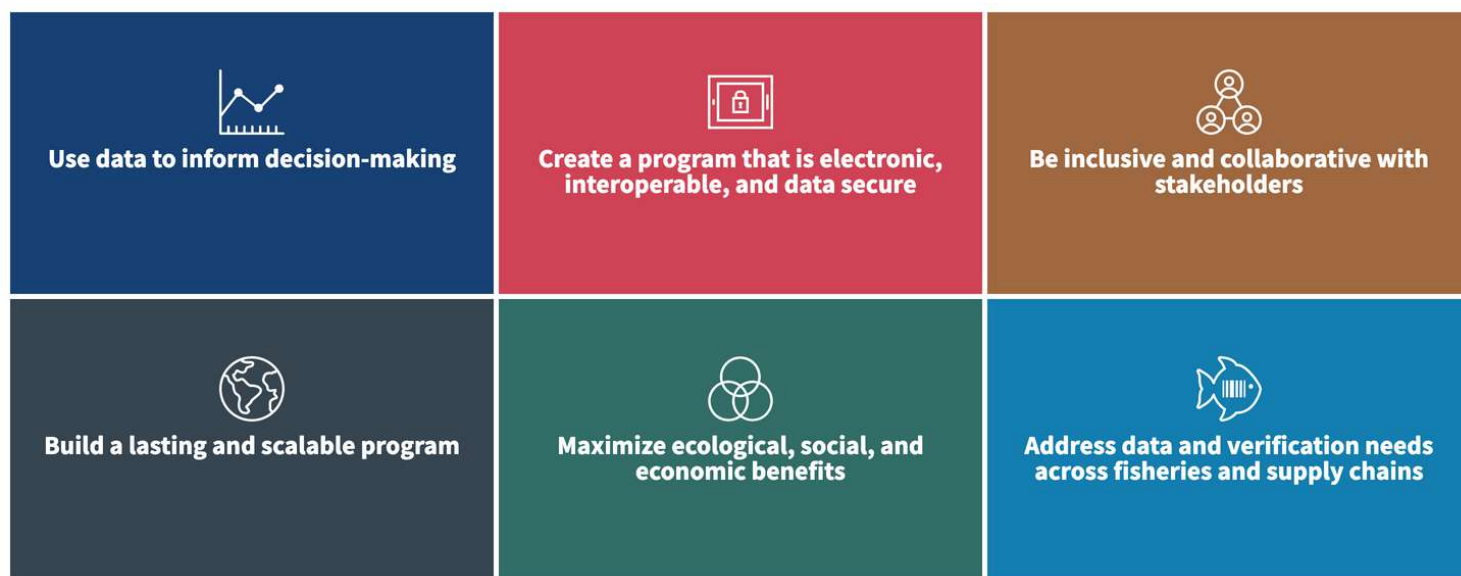 Use data to inform decision-making
Create a program that is electronic,
interoperable, and data secure
Be inclusive and collaborative with
stakeholders
Build a lasting and scalable program
Maximize ecological, social, and
economic benefits
Address data and verification needs
across fisheries and supply chains